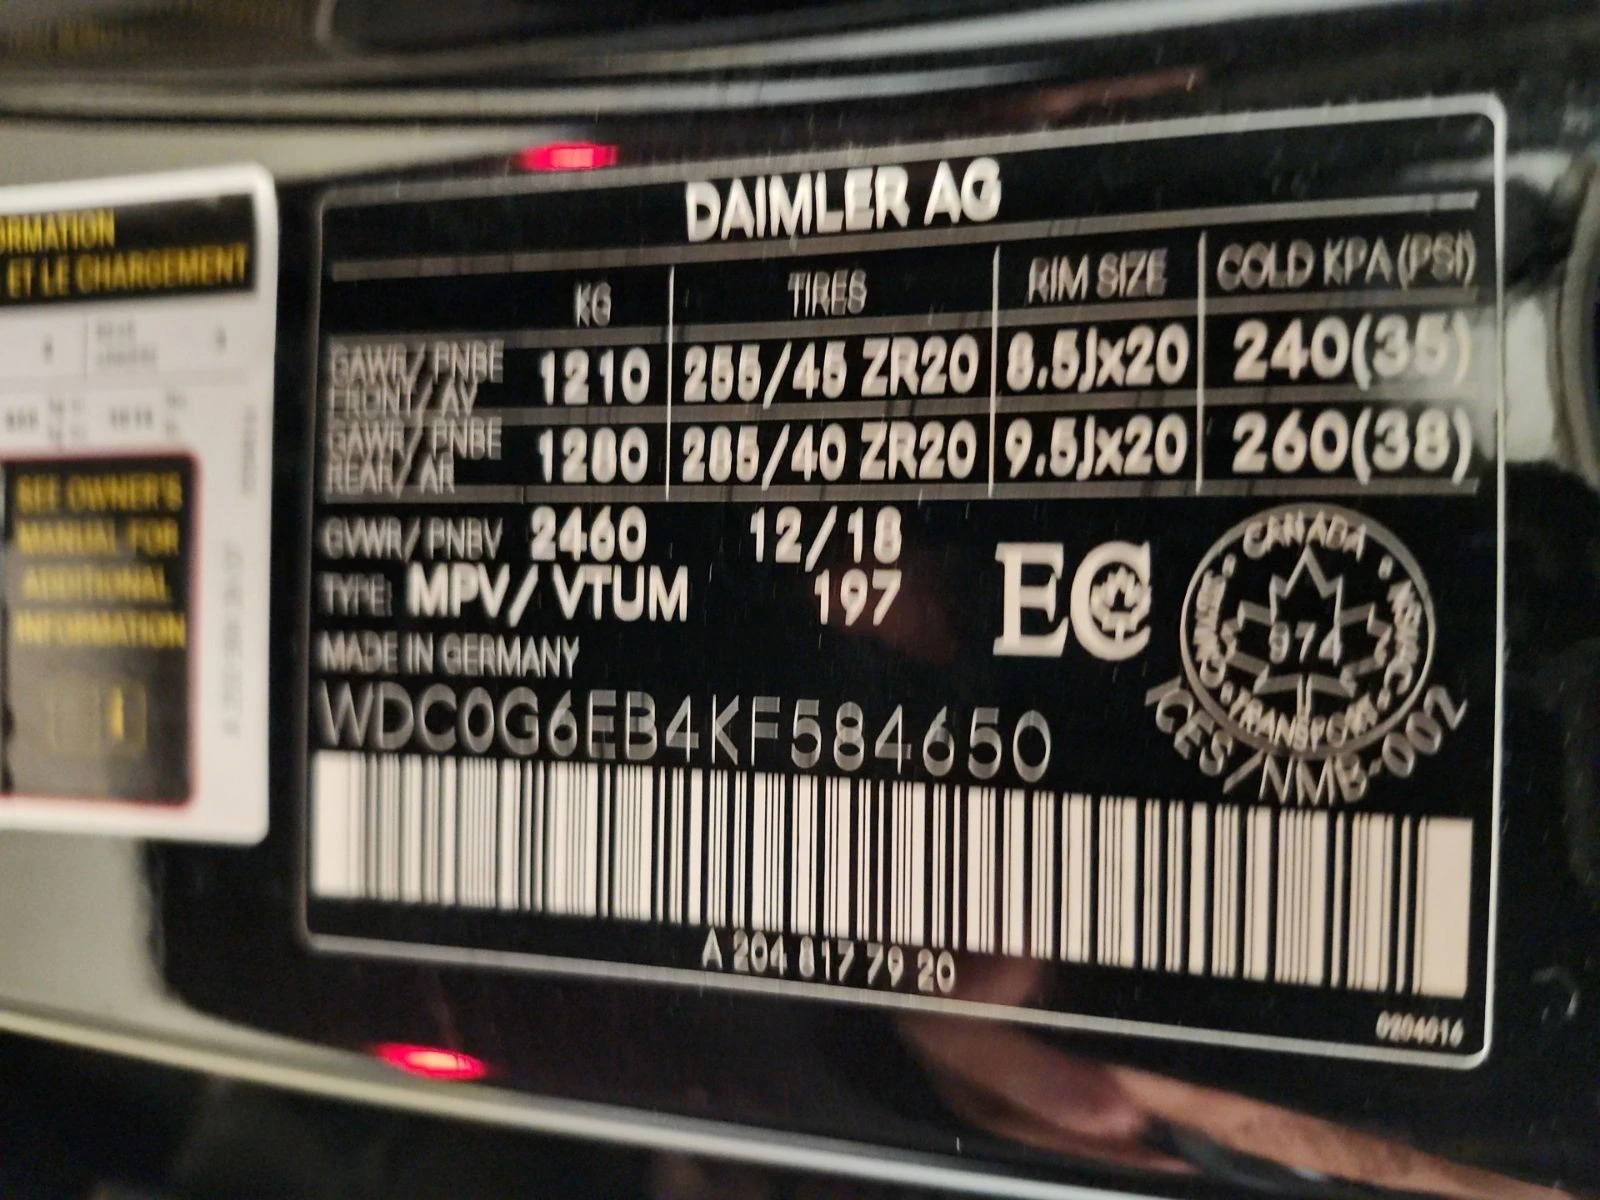 ORMATION
ET LE CHARGEMENT
SEE OWNER'S
MANUAL FOR
ADDITIONAL
INFORMATION
DAIMLER AG
KG TIRES RIM SIZE COLD KPA(PSI)
GAWR/PNBE FRONT/AV 1210 255/45 ZR20 8.5Jx20 240(35)
GAWR/PNBE REAR/AR 1280 285/40 ZR20 9.5Jx20 260(38)
GVWR/PNBV 2460 12/18
TYPE: MPV/VTUM 197
MADE IN GERMANY
EC
CANADA
974
TRANSPORT
ICES/NMB-002
WDC0G6EB4KF584650
A 204 817 79 20
0204016